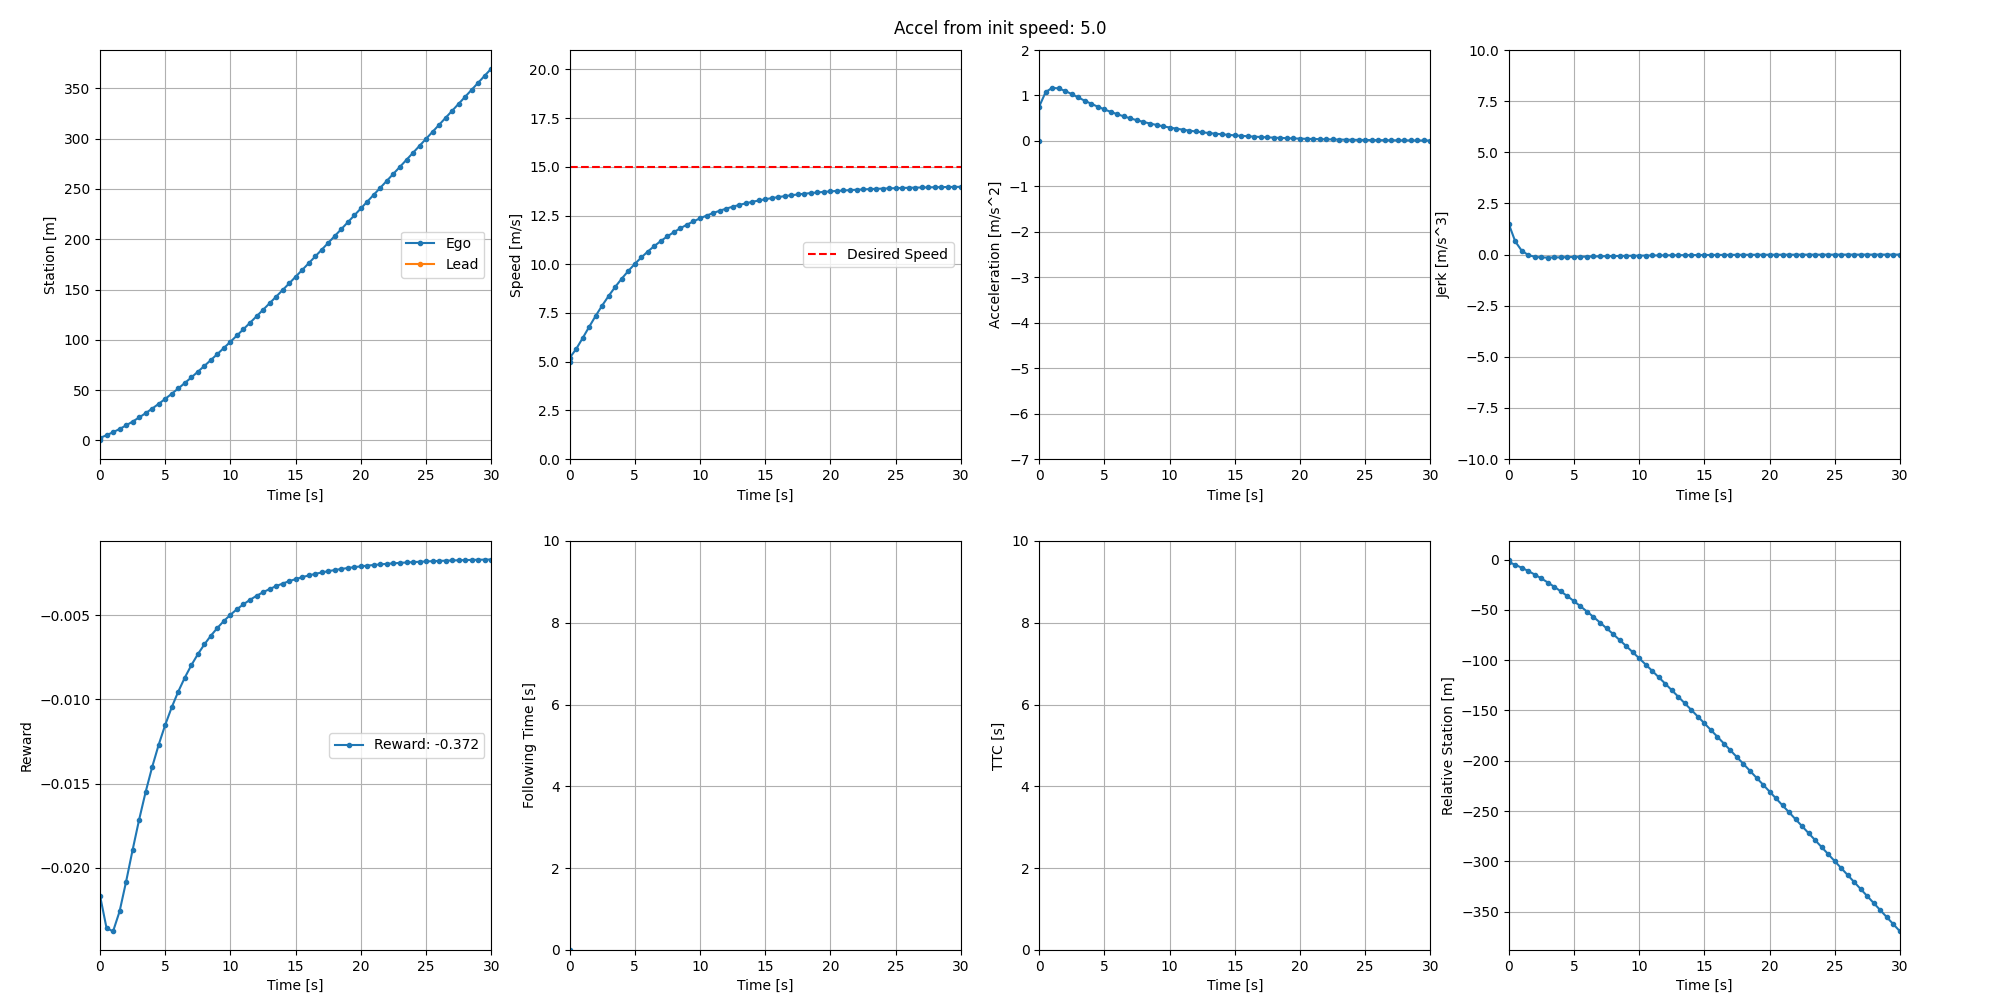 Accel from init speed: 5.0
Station [m]
350
300
250
200
150
100
50
0
Ego
Lead
0 5 10 15 20 25 30
Time [s]
Speed [m/s]
20.0
17.5
15.0
12.5
10.0
7.5
5.0
2.5
0.0
Desired Speed
0 5 10 15 20 25 30
Time [s]
Acceleration [m/s^2]
2
1
0
−1
−2
−3
−4
−5
−6
−7
0 5 10 15 20 25 30
Time [s]
Jerk [m/s^3]
10.0
7.5
5.0
2.5
0.0
−2.5
−5.0
−7.5
−10.0
0 5 10 15 20 25 30
Time [s]
Reward
−0.005
−0.010
−0.015
−0.020
Reward: -0.372
0 5 10 15 20 25 30
Time [s]
Following Time [s]
10
8
6
4
2
0
0 5 10 15 20 25 30
Time [s]
TTC [s]
10
8
6
4
2
0
0 5 10 15 20 25 30
Time [s]
Relative Station [m]
0
−50
−100
−150
−200
−250
−300
−350
0 5 10 15 20 25 30
Time [s]